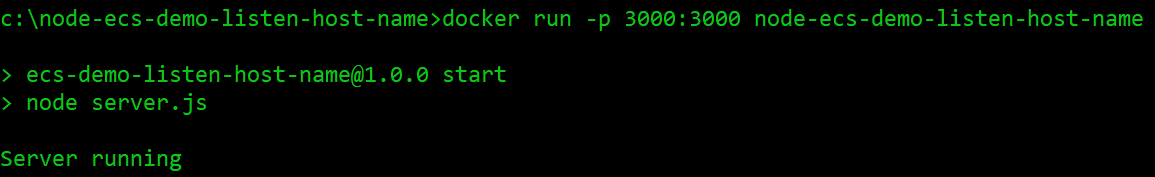 c:\node-ecs-demo-listen-host-name>docker run -p 3000:3000 node-ecs-demo-listen-host-name
> ecs-demo-listen-host-name@1.0.0 start
> node server.js
Server running